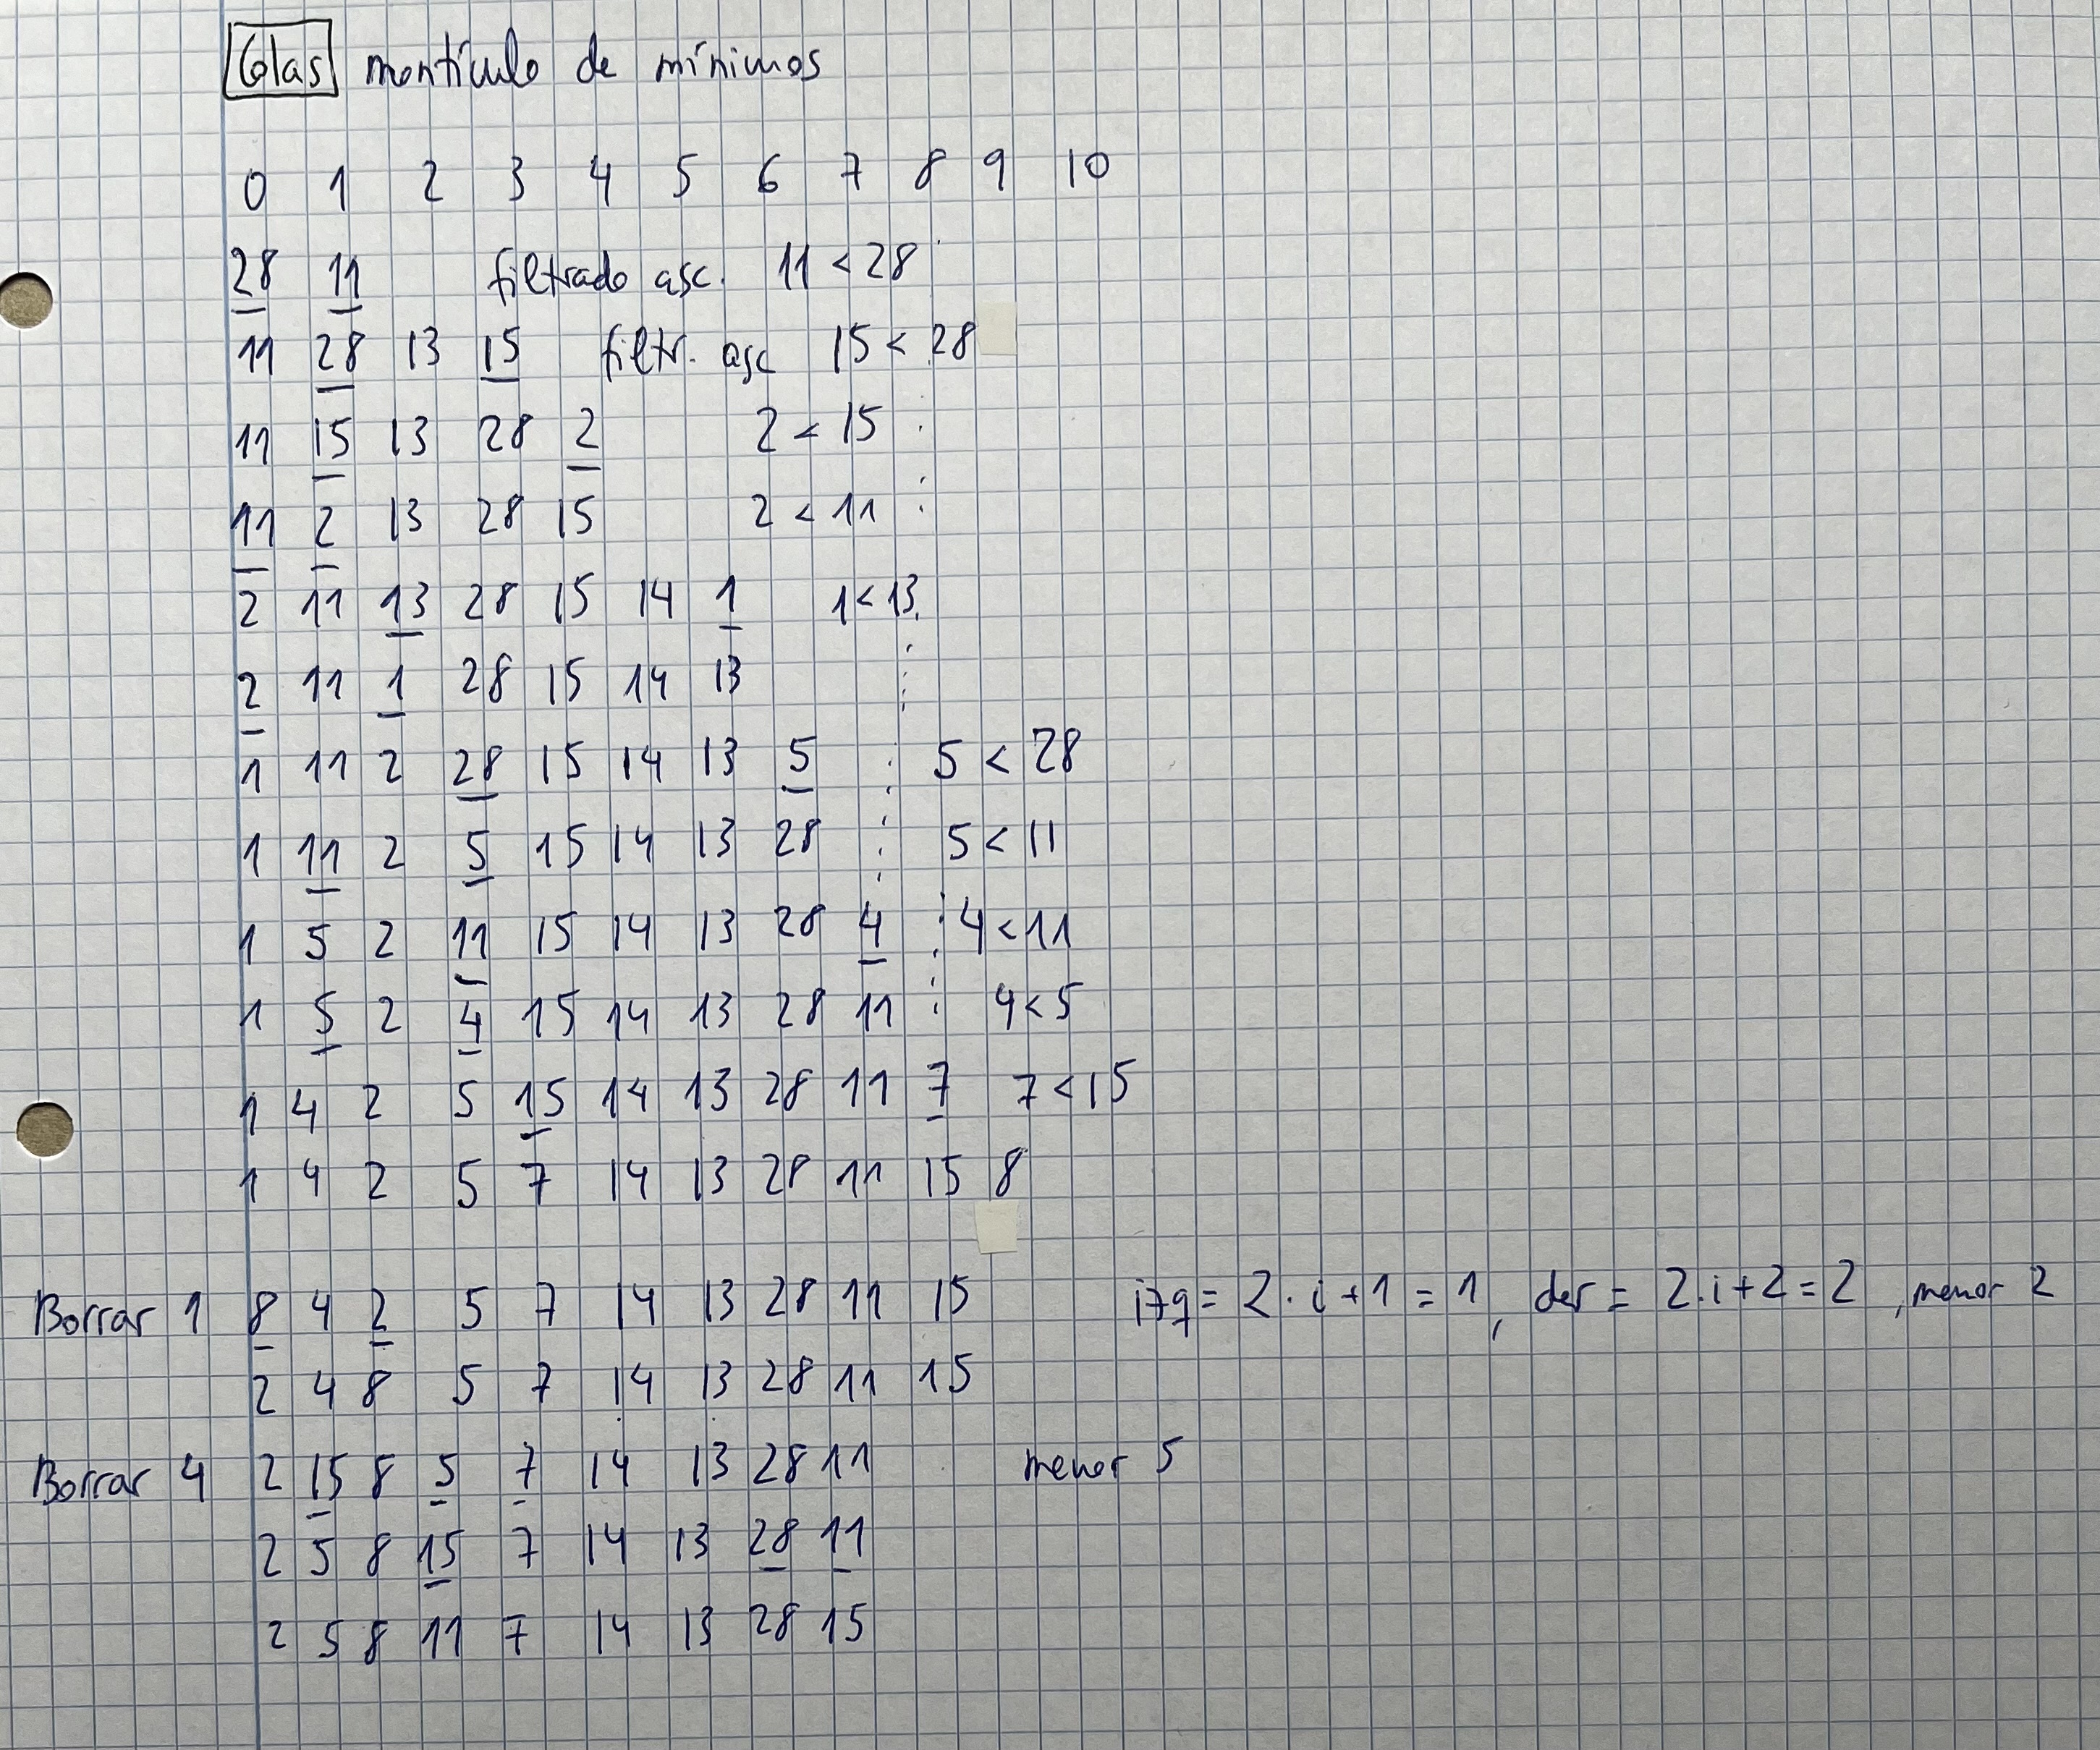 Colas montículo de mínimos
0 1 2 3 4 5 6 7 8 9 10
28 11 filtrado asc. 11 < 28
11 28 13 15 filtr. asc 15 < 28
11 15 13 28 2 2 < 15
11 2 13 28 15 2 < 11
2 11 13 28 15 14 1 1 < 13
2 11 1 28 15 14 13
1 11 2 28 15 14 13 5 5 < 28
1 11 2 5 15 14 13 28 5 < 11
1 5 2 11 15 14 13 28 4 4 < 11
1 5 2 4 15 14 13 28 11 4 < 5
1 4 2 5 15 14 13 28 11 7 7 < 15
1 4 2 5 7 14 13 28 11 15 8
Borrar 1 8 4 2 5 7 14 13 28 11 15 izq = 2·i+1 = 1, der = 2·i+2 = 2, menor 2
2 4 8 5 7 14 13 28 11 15
Borrar 4 2 15 8 5 7 14 13 28 11 menor 5
2 5 8 15 7 14 13 28 11
2 5 8 11 7 14 13 28 15